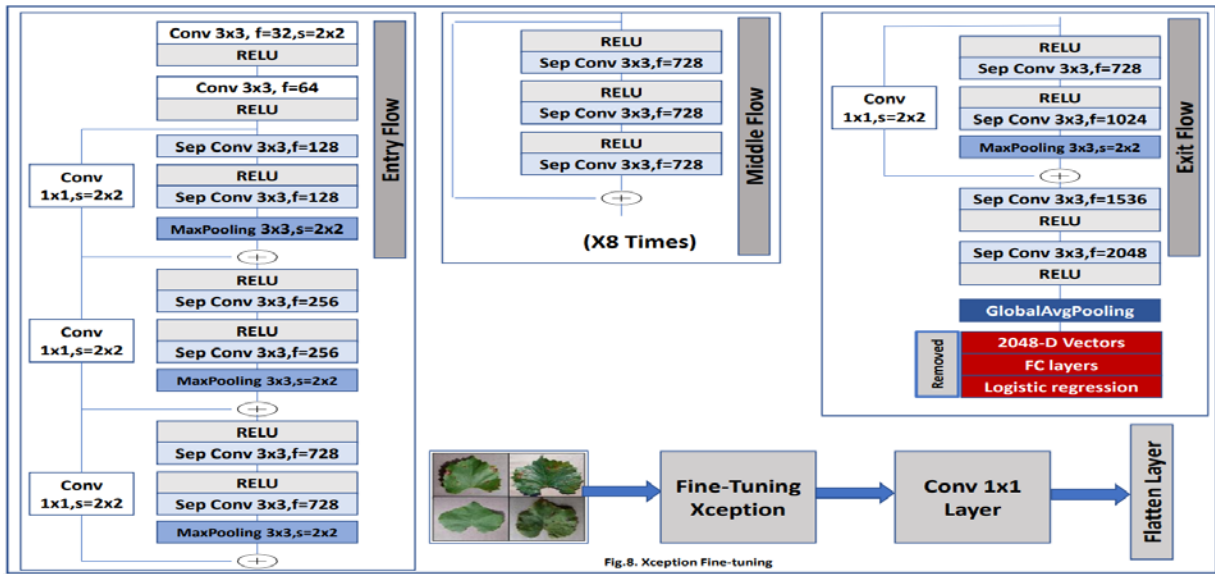 Conv 3x3, f=32,s=2x2
RELU
Conv 3x3, f=64
RELU
Sep Conv 3x3,f=128
RELU
Sep Conv 3x3,f=128
MaxPooling 3x3,s=2x2
Conv
1x1,s=2x2
RELU
Sep Conv 3x3,f=256
RELU
Sep Conv 3x3,f=256
MaxPooling 3x3,s=2x2
Conv
1x1,s=2x2
RELU
Sep Conv 3x3,f=728
RELU
Sep Conv 3x3,f=728
MaxPooling 3x3,s=2x2
Conv
1x1,s=2x2
Entry Flow
RELU
Sep Conv 3x3,f=728
RELU
Sep Conv 3x3,f=728
RELU
Sep Conv 3x3,f=728
(X8 Times)
Middle Flow
RELU
Sep Conv 3x3,f=728
RELU
Sep Conv 3x3,f=1024
MaxPooling 3x3,s=2x2
Conv
1x1,s=2x2
Sep Conv 3x3,f=1536
RELU
Sep Conv 3x3,f=2048
RELU
GlobalAvgPooling
Removed
2048-D Vectors
FC layers
Logistic regression
Exit Flow
Fine-Tuning
Xception
Conv 1x1
Layer
Flatten Layer
Fig.8. Xception Fine-tuning